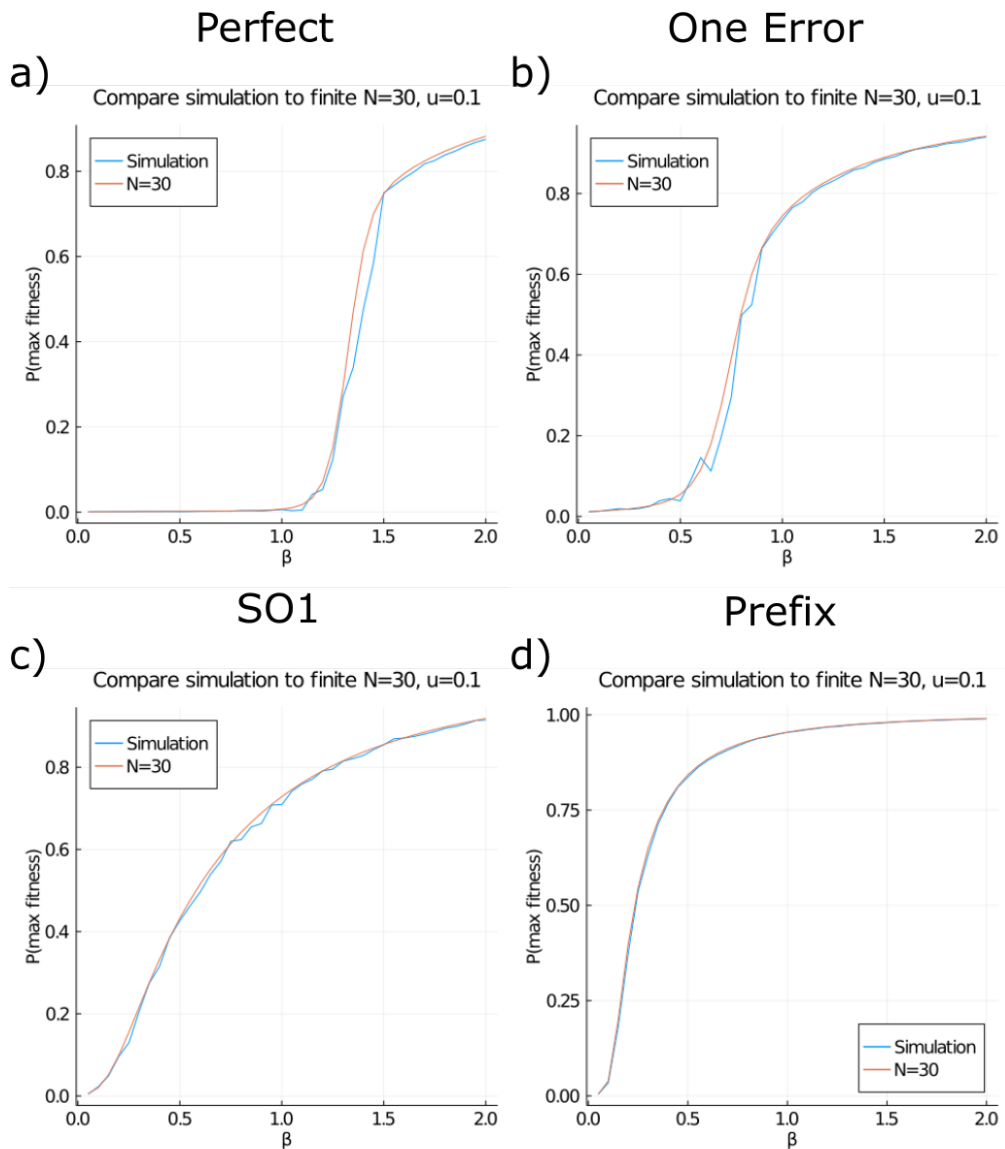 Perfect
a)
Compare simulation to finite N=30, u=0.1
Simulation
N=30
P(max fitness)
0.8
0.6
0.4
0.2
0.0
0.0 0.5 1.0 1.5 2.0
β
One Error
b)
Compare simulation to finite N=30, u=0.1
Simulation
N=30
P(max fitness)
0.8
0.6
0.4
0.2
0.0
0.0 0.5 1.0 1.5 2.0
β
SO1
c)
Compare simulation to finite N=30, u=0.1
Simulation
N=30
P(max fitness)
0.8
0.6
0.4
0.2
0.0
0.0 0.5 1.0 1.5 2.0
β
Prefix
d)
Compare simulation to finite N=30, u=0.1
P(max fitness)
1.00
0.75
0.50
0.25
0.00
Simulation
N=30
0.0 0.5 1.0 1.5 2.0
β